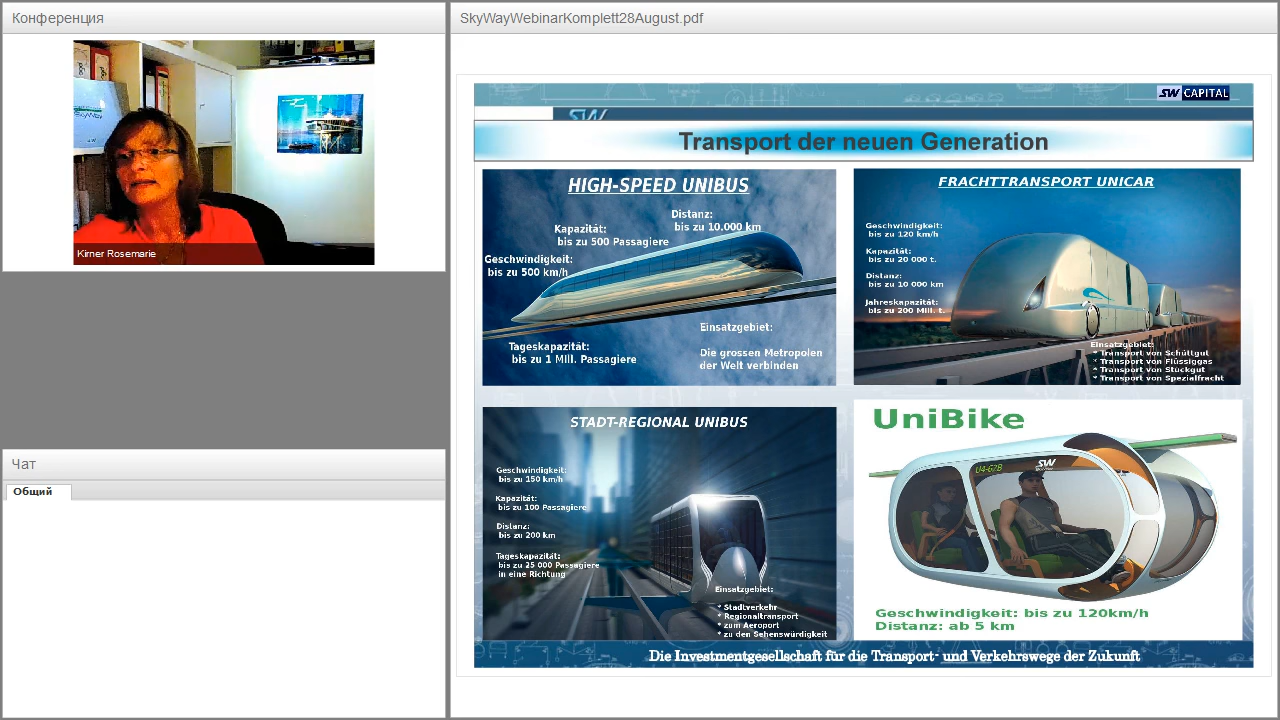 Конференция
Kirner Rosemarie
Чат
Общий
SkyWayWebinarKomplett28August.pdf
SW CAPITAL
SW
Transport der neuen Generation
HIGH-SPEED UNIBUS
Distanz:
bis zu 10.000 km
Kapazität:
bis zu 500 Passagiere
Geschwindigkeit:
bis zu 500 km/h
Einsatzgebiet:
Die grossen Metropolen
der Welt verbinden
Tageskapazität:
bis zu 1 Mill. Passagiere
FRACHTTRANSPORT UNICAR
Geschwindigkeit:
bis zu 120 km/h
Kapazität:
bis zu 20 000 t.
Distanz:
bis zu 10 000 km
Jahreskapazität:
bis zu 200 Mill. t.
Einsatzgebiet:
* Transport von Schüttgut
* Transport von Flüssiggas
* Transport von Stückgut
* Transport von Spezialfracht
STADT-REGIONAL UNIBUS
Geschwindigkeit:
bis zu 150 km/h
Kapazität:
bis zu 100 Passagiere
Distanz:
bis zu 200 km
Tageskapazität:
bis zu 25 000 Passagiere
in eine Richtung
Einsatzgebiet:
* Stadtverkehr
* Regionaltransport
* zum Aeroport
* zu den Sehenswürdigkeit
UniBike
U4-G2B
SW
Geschwindigkeit: bis zu 120km/h
Distanz: ab 5 km
Die Investmentgesellschaft für die Transport- und Verkehrswege der Zukunft